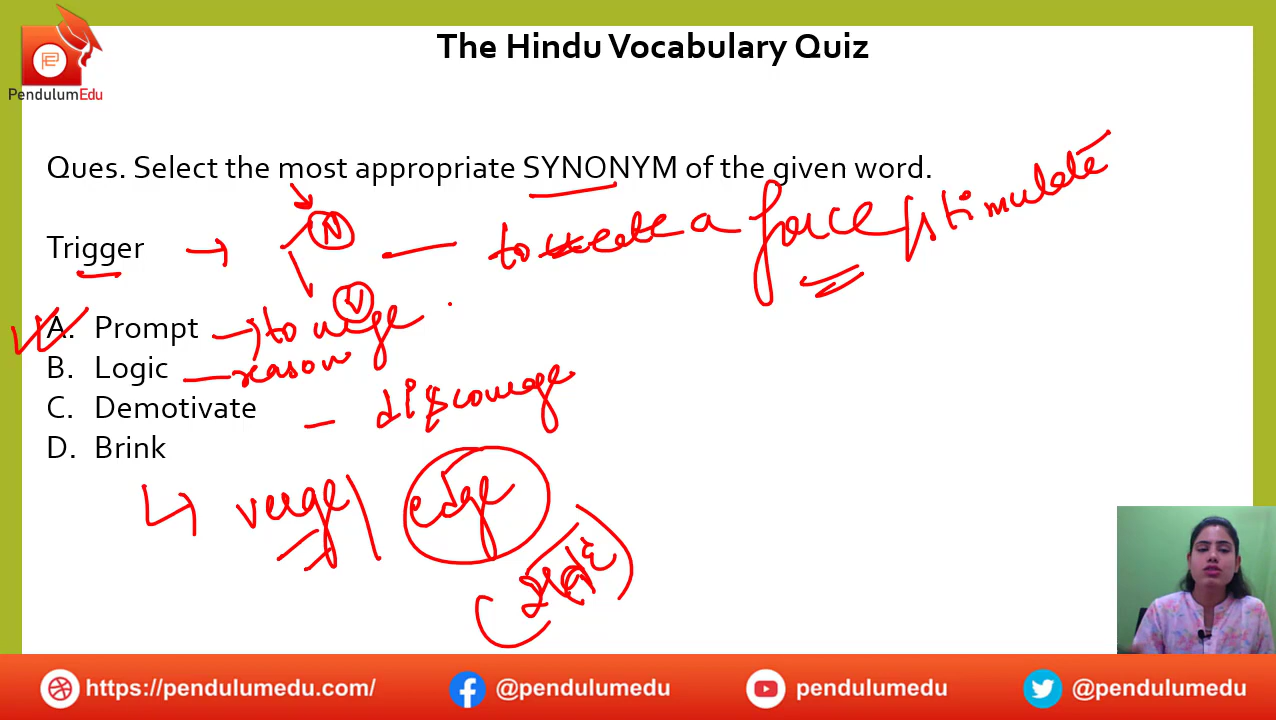 The Hindu Vocabulary Quiz
PendulumEdu
Ques. Select the most appropriate SYNONYM of the given word.
Trigger → N — to create a force / stimulate
V
A. Prompt → to urge
B. Logic — reason
C. Demotivate — discourage
D. Brink
↳ verge / edge
https://pendulumedu.com/ @pendulumedu pendulumedu @pendulumedu